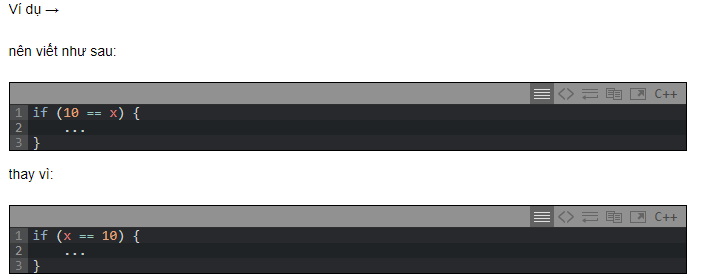 Ví dụ →
nên viết như sau:
C++
1 if (10 == x) {
2     ...
3 }
thay vì:
C++
1 if (x == 10) {
2     ...
3 }